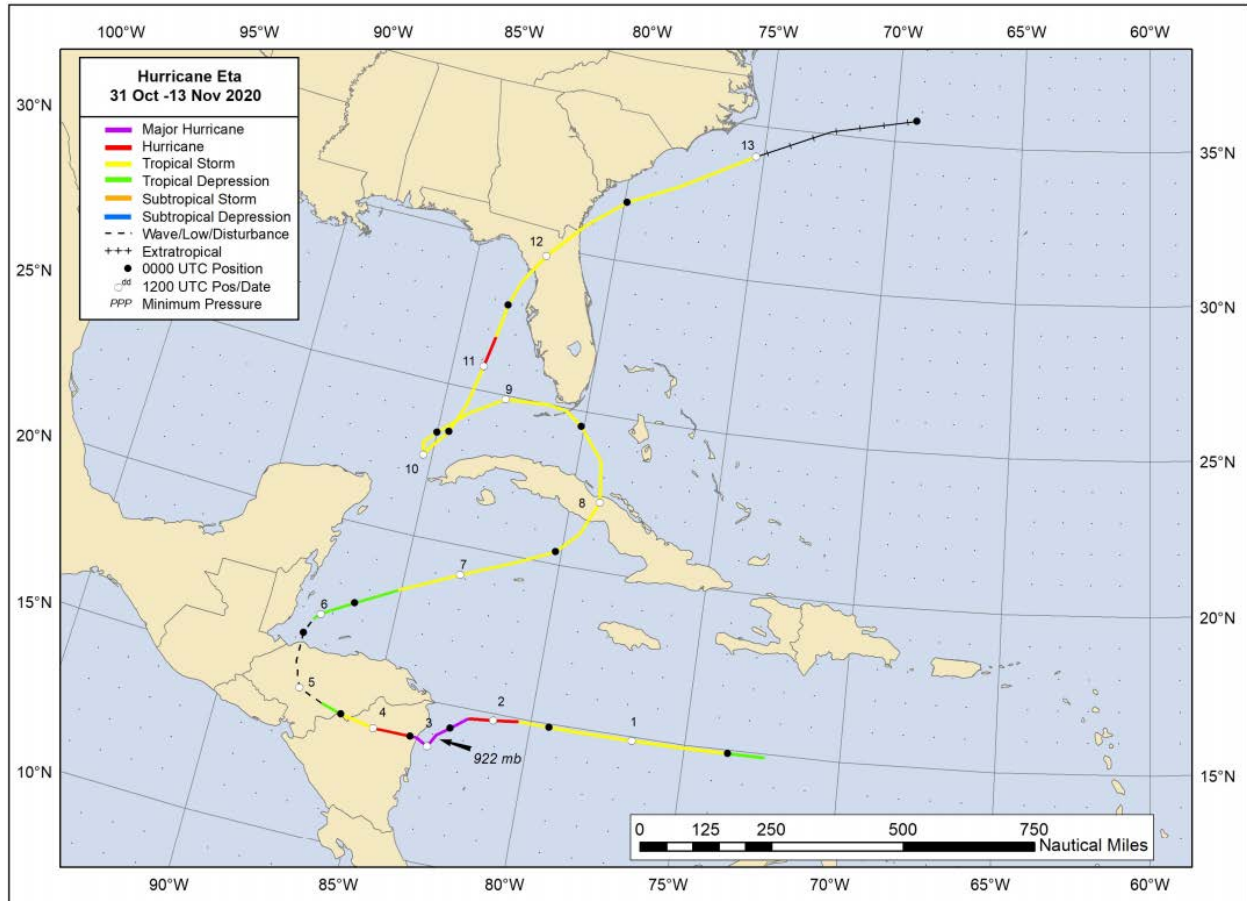 100°W 95°W 90°W 85°W 80°W 75°W 70°W 65°W 60°W
Hurricane Eta
31 Oct -13 Nov 2020
Major Hurricane
Hurricane
Tropical Storm
Tropical Depression
Subtropical Storm
Subtropical Depression
Wave/Low/Disturbance
Extratropical
0000 UTC Position
dd 1200 UTC Pos/Date
PPP Minimum Pressure
30°N
25°N
20°N
15°N
10°N
35°N
30°N
25°N
20°N
15°N
13
12
11
9
10
8
7
6
5
4
3
2
1
922 mb
0 125 250 500 750
Nautical Miles
90°W 85°W 80°W 75°W 70°W 65°W 60°W